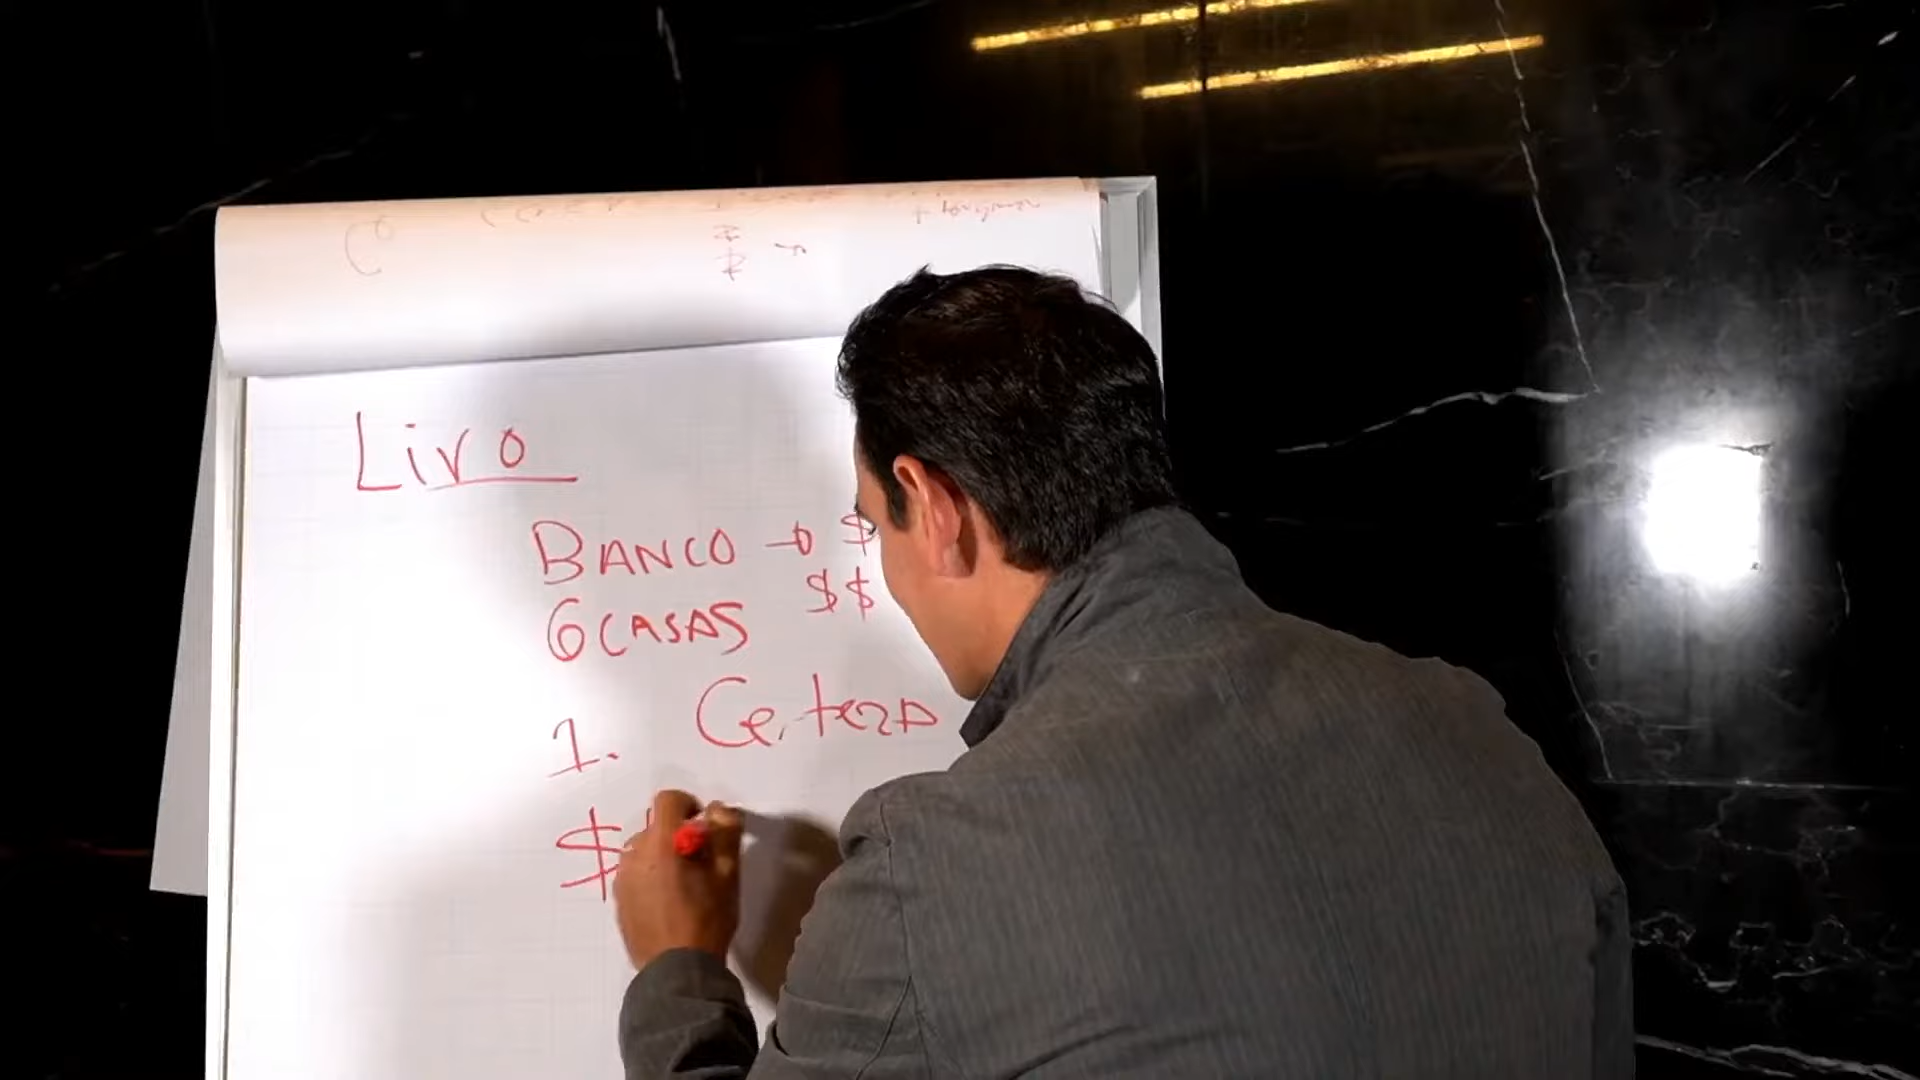 Livro
BANCO → $
6 CASAS $$
1. Certeza
$